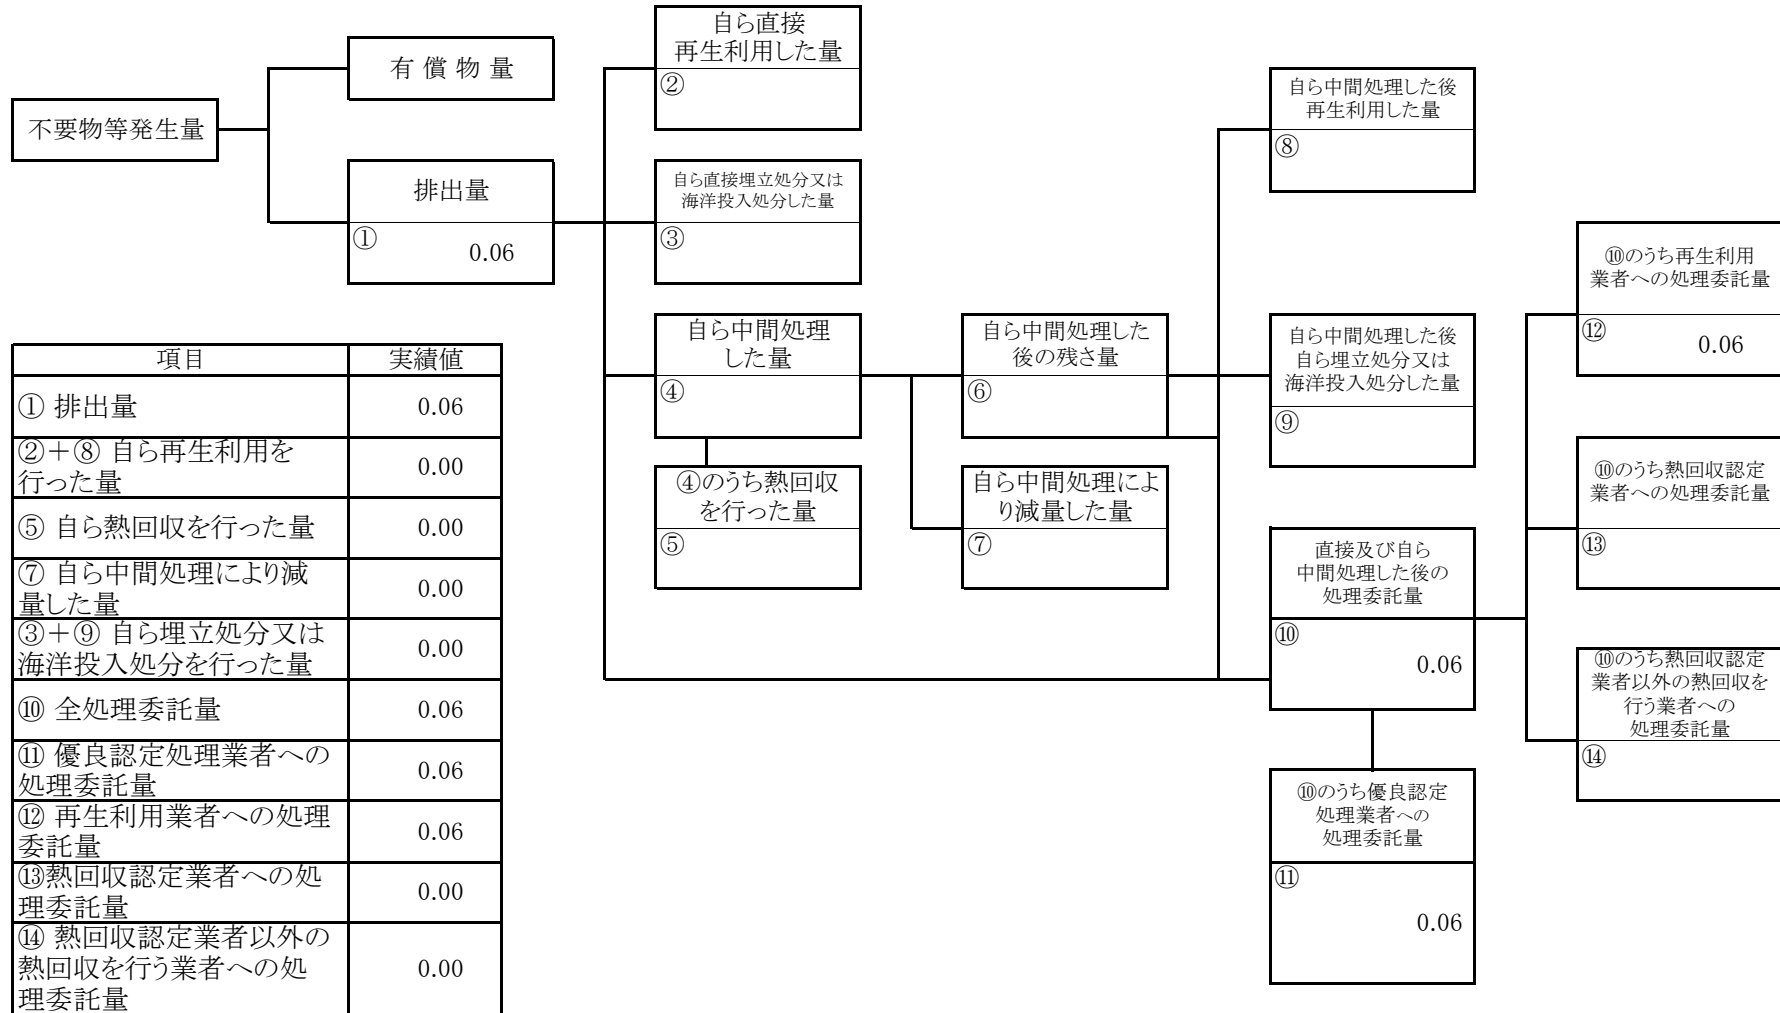 不要物等発生量
有 償 物 量
排出量
①
0.06
自ら直接
再生利用した量
②
自ら直接埋立処分又は
海洋投入処分した量
③
自ら中間処理
した量
④
④のうち熱回収
を行った量
⑤
自ら中間処理した
後の残さ量
⑥
自ら中間処理によ
り減量した量
⑦
自ら中間処理した後
再生利用した量
⑧
自ら中間処理した後
自ら埋立処分又は
海洋投入処分した量
⑨
直接及び自ら
中間処理した後の
処理委託量
⑩
0.06
⑩のうち優良認定
処理業者への
処理委託量
⑪
0.06
⑩のうち再生利用
業者への処理委託量
⑫
0.06
⑩のうち熱回収認定
業者への処理委託量
⑬
⑩のうち熱回収認定
業者以外の熱回収を
行う業者への
処理委託量
⑭
項目 実績値
① 排出量 0.06
②＋⑧ 自ら再生利用を
行った量 0.00
⑤ 自ら熱回収を行った量 0.00
⑦ 自ら中間処理により減
量した量 0.00
③＋⑨ 自ら埋立処分又は
海洋投入処分を行った量 0.00
⑩ 全処理委託量 0.06
⑪ 優良認定処理業者への
処理委託量 0.06
⑫ 再生利用業者への処理
委託量 0.06
⑬熱回収認定業者への処
理委託量 0.00
⑭ 熱回収認定業者以外の
熱回収を行う業者への処
理委託量 0.00